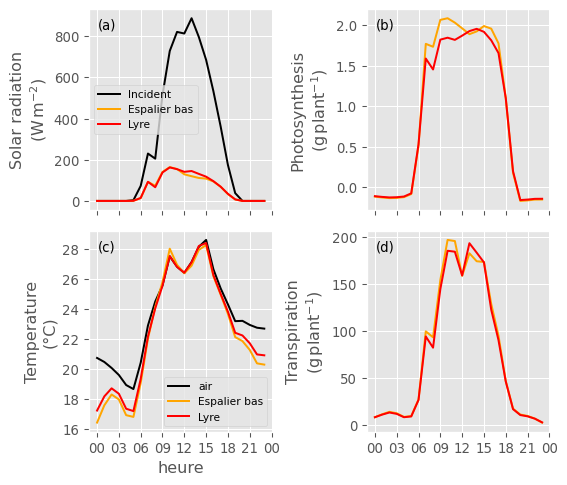 (a)
800
600
400
200
0
Solar radiation
(W m⁻²)
Incident
Espalier bas
Lyre
(b)
2.0
1.5
1.0
0.5
0.0
Photosynthesis
(g plant⁻¹)
(c)
28
26
24
22
20
18
16
Temperature
(°C)
air
Espalier bas
Lyre
00 03 06 09 12 15 18 21 00
heure
(d)
200
150
100
50
0
Transpiration
(g plant⁻¹)
00 03 06 09 12 15 18 21 00